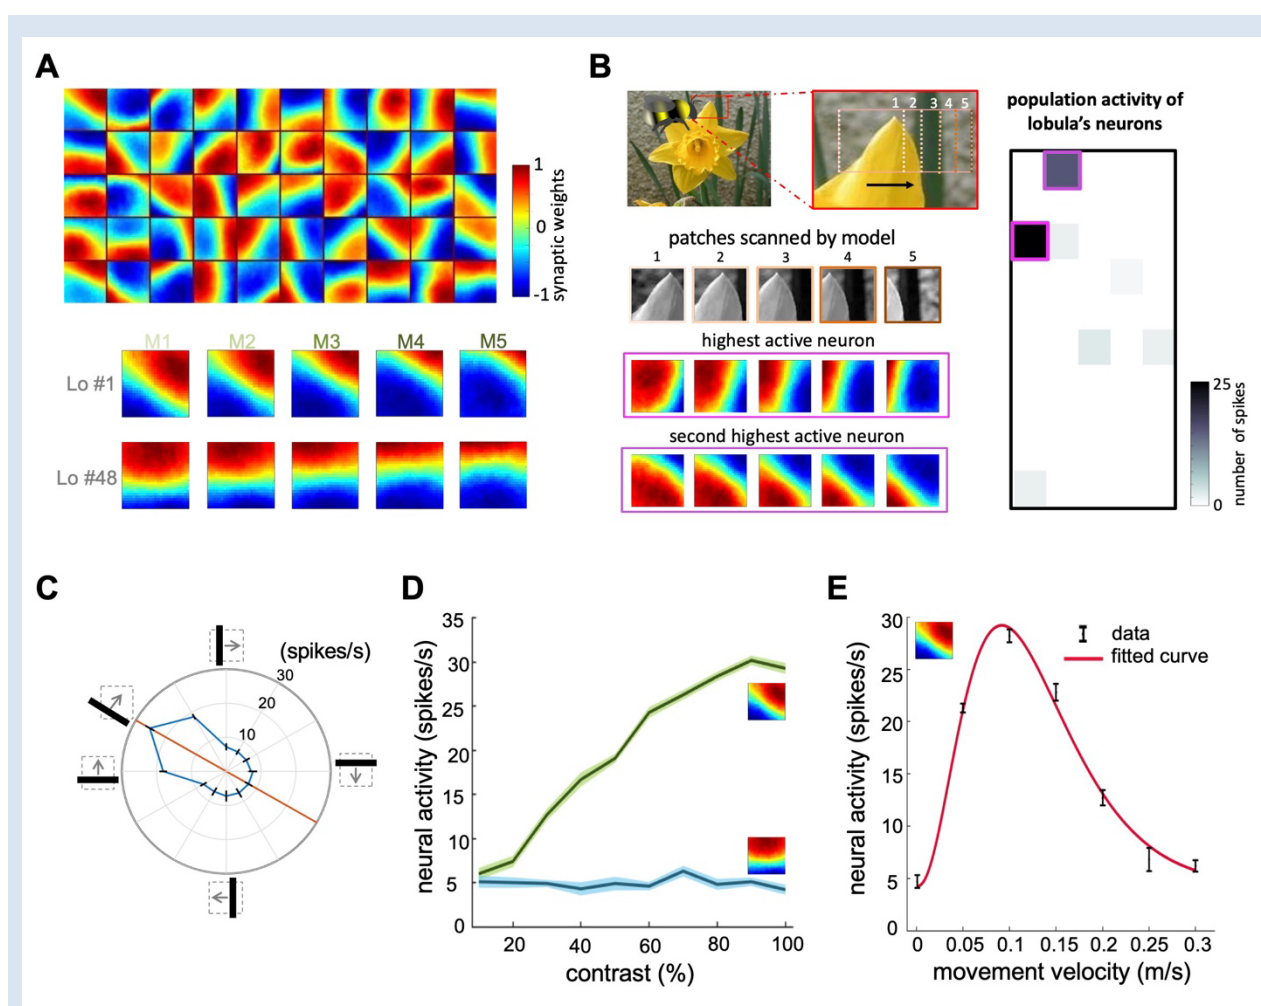 A
1
0
-1
synaptic weights
M1 M2 M3 M4 M5
Lo #1
Lo #48
B
1 2 3 4 5
patches scanned by model
1 2 3 4 5
highest active neuron
second highest active neuron
population activity of
lobula's neurons
25
0
number of spikes
C
(spikes/s)
30
20
10
D
35
30
25
20
15
10
5
0
neural activity (spikes/s)
20 40 60 80 100
contrast (%)
E
30
25
20
15
10
5
0
neural activity (spikes/s)
data
fitted curve
0 0.05 0.1 0.15 0.2 0.25 0.3
movement velocity (m/s)